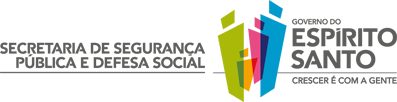 SECRETARIA DE SEGURANÇA
PÚBLICA E DEFESA SOCIAL
GOVERNO DO
ESPÍRITO
SANTO
CRESCER É COM A GENTE